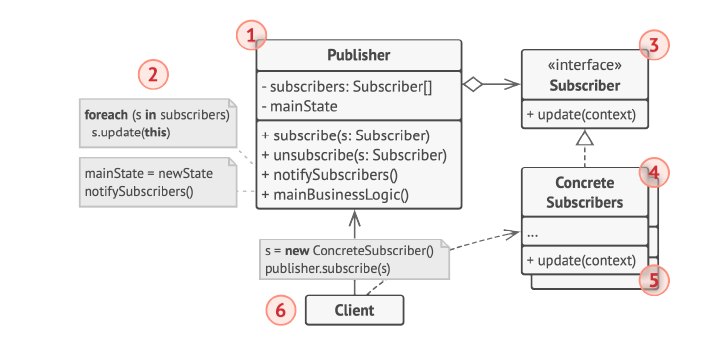 1
Publisher
- subscribers: Subscriber[]
- mainState
+ subscribe(s: Subscriber)
+ unsubscribe(s: Subscriber)
+ notifySubscribers()
+ mainBusinessLogic()
2
foreach (s in subscribers)
s.update(this)
mainState = newState
notifySubscribers()
3
«interface»
Subscriber
+ update(context)
4
Concrete
Subscribers
...
+ update(context)
5
s = new ConcreteSubscriber()
publisher.subscribe(s)
6
Client